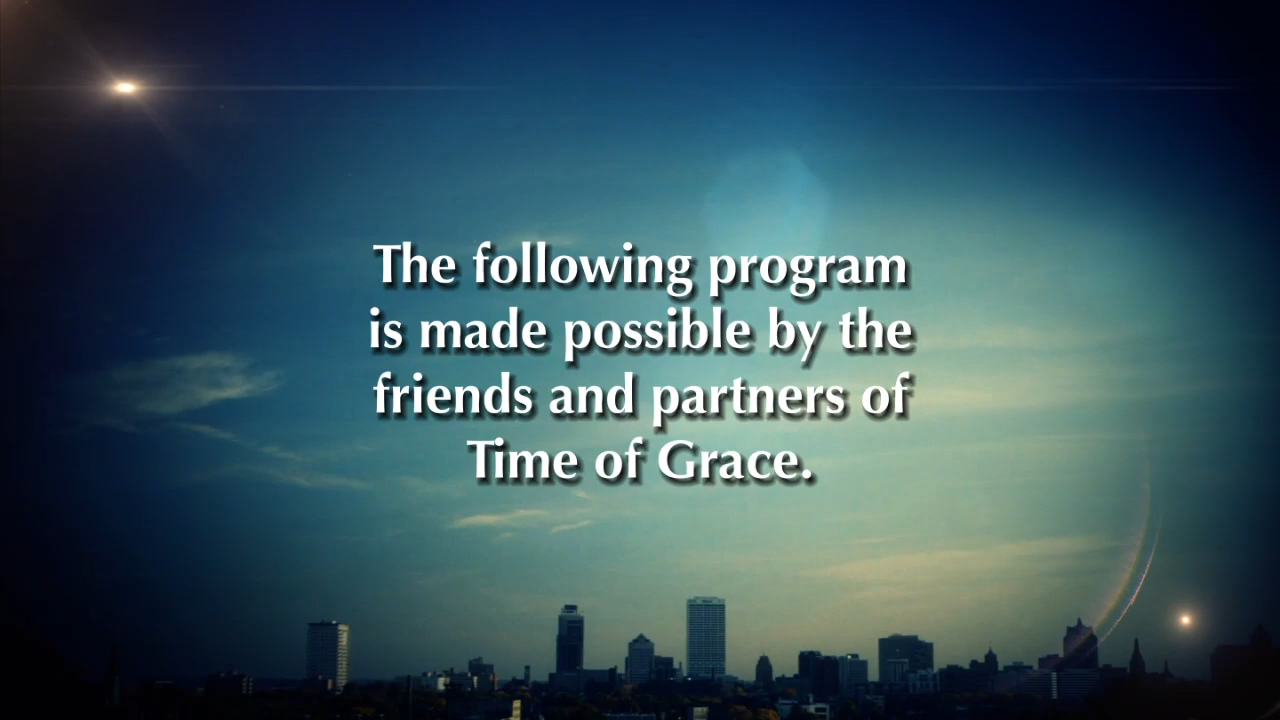 The following program
is made possible by the
friends and partners of
Time of Grace.